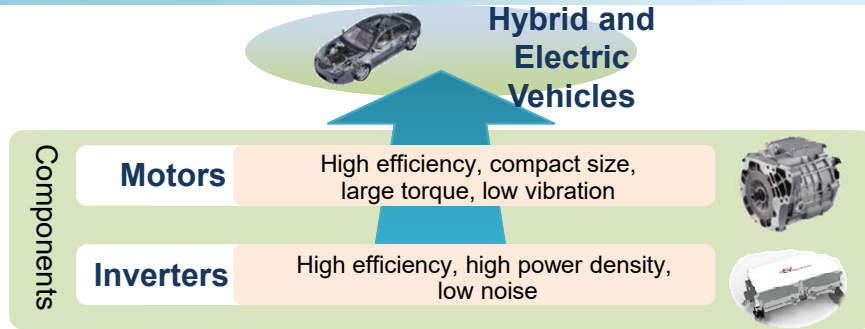 Hybrid and
Electric
Vehicles
Components
Motors
High efficiency, compact size,
large torque, low vibration
Inverters
High efficiency, high power density,
low noise
EV